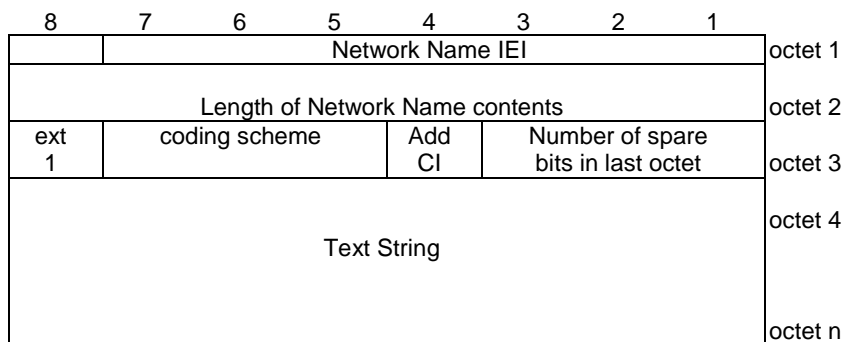 8 7 6 5 4 3 2 1
Network Name IEI octet 1
Length of Network Name contents octet 2
ext coding scheme Add Number of spare
1 CI bits in last octet octet 3
octet 4
Text String
octet n